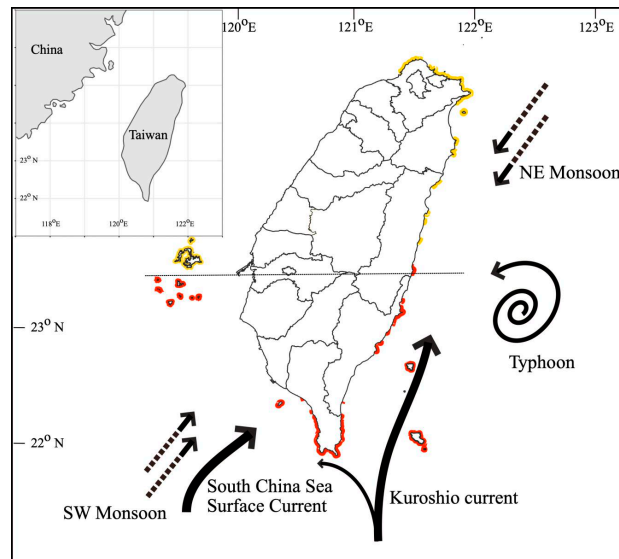 120°E
121°E
122°E
123°E
China
Taiwan
23° N
22° N
118°E
120°E
122°E
NE Monsoon
23° N
Typhoon
22° N
South China Sea
Surface Current
Kuroshio current
SW Monsoon